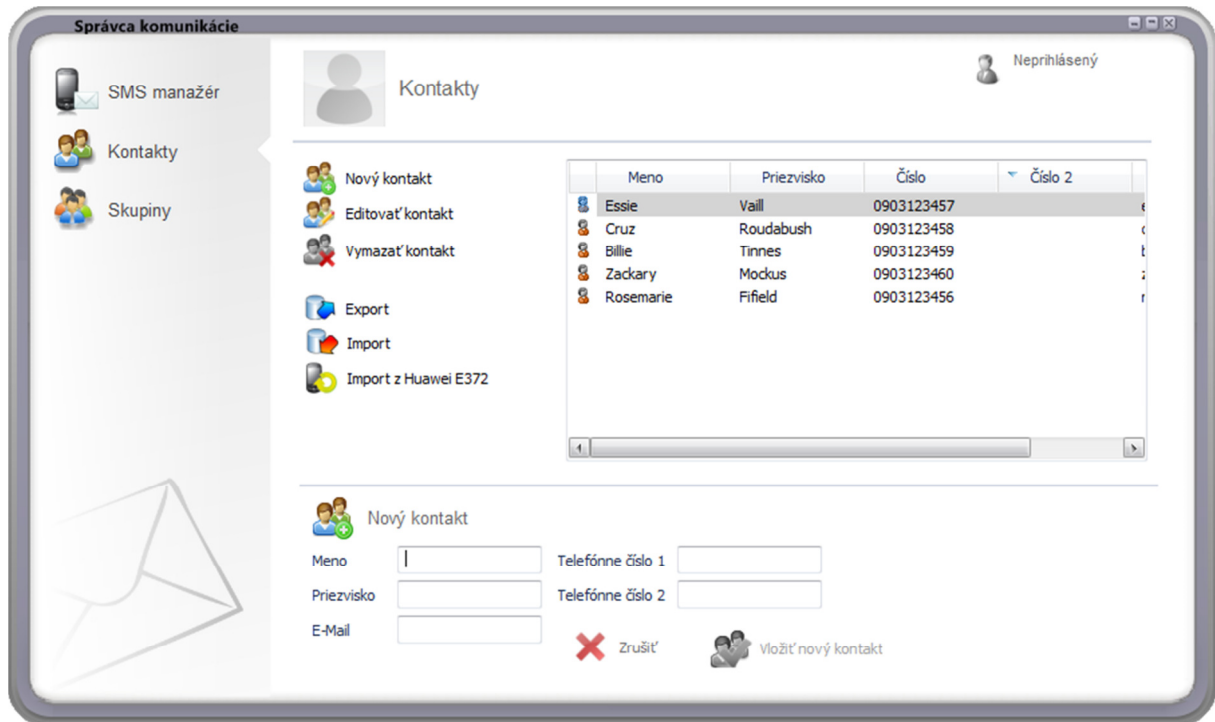 Správca komunikácie
SMS manažér
Kontakty
Skupiny
Kontakty
Neprihlásený
Nový kontakt
Editovať kontakt
Vymazať kontakt
Export
Import
Import z Huawei E372
Meno Priezvisko Číslo Číslo 2
Essie Vaill 0903123457
Cruz Roudabush 0903123458
Billie Tinnes 0903123459
Zackary Mockus 0903123460
Rosemarie Fifield 0903123456
Nový kontakt
Meno Telefónne číslo 1
Priezvisko Telefónne číslo 2
E-Mail
Zrušiť Vložiť nový kontakt